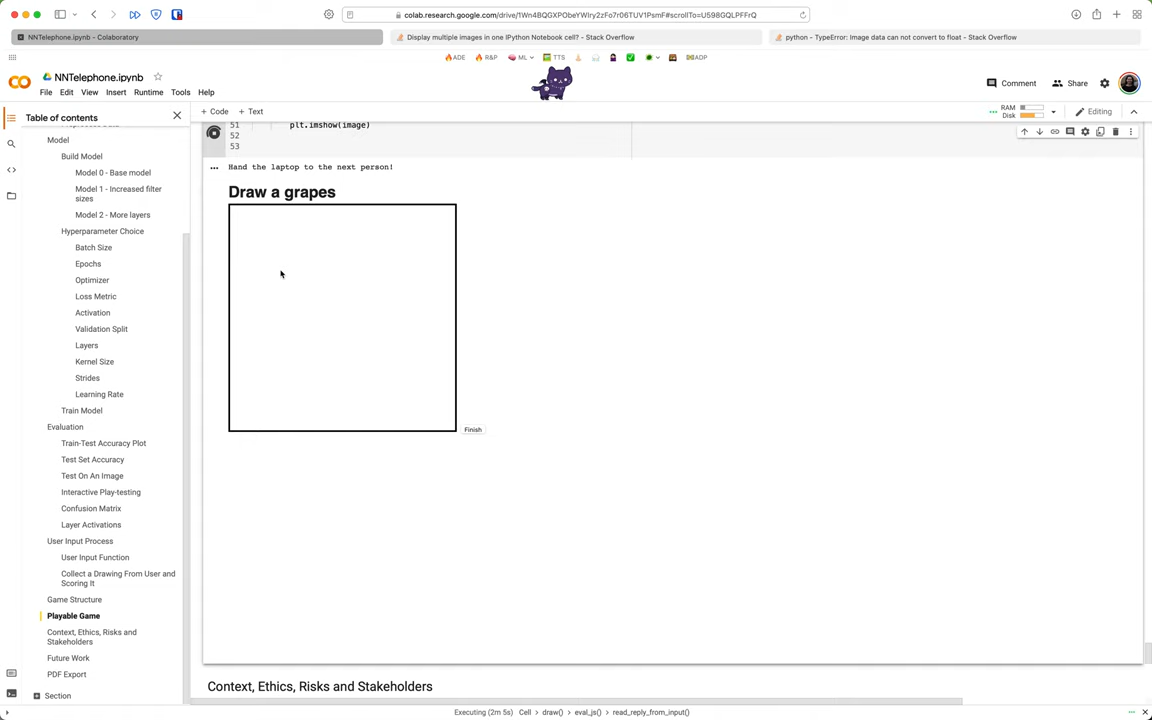 colab.research.google.com/drive/1Wn4BQGXPObeYWIry2zFo7r06TUV1PsmF#scrollTo=U598GQLPFFrQ
NNTelephone.ipynb - Colaboratory
Display multiple images in one IPython Notebook cell? - Stack Overflow
python - TypeError: Image data can not convert to float - Stack Overflow
ADE R&P ML TTS ADP
NNTelephone.ipynb
Comment Share
File Edit View Insert Runtime Tools Help
Table of contents
+ Code + Text
RAM
Disk
Editing
Model
Build Model
Model 0 - Base model
Model 1 - Increased filter
sizes
Model 2 - More layers
Hyperparameter Choice
Batch Size
Epochs
Optimizer
Loss Metric
Activation
Validation Split
Layers
Kernel Size
Strides
Learning Rate
Train Model
Evaluation
Train-Test Accuracy Plot
Test Set Accuracy
Test On An Image
Interactive Play-testing
Confusion Matrix
Layer Activations
User Input Process
User Input Function
Collect a Drawing From User and
Scoring It
Game Structure
Playable Game
Context, Ethics, Risks and
Stakeholders
Future Work
PDF Export
Section
51 plt.imshow(image)
52
53
Hand the laptop to the next person!
Draw a grapes
Finish
Context, Ethics, Risks and Stakeholders
Executing (2m 5s) Cell > draw() > eval_js() > read_reply_from_input()